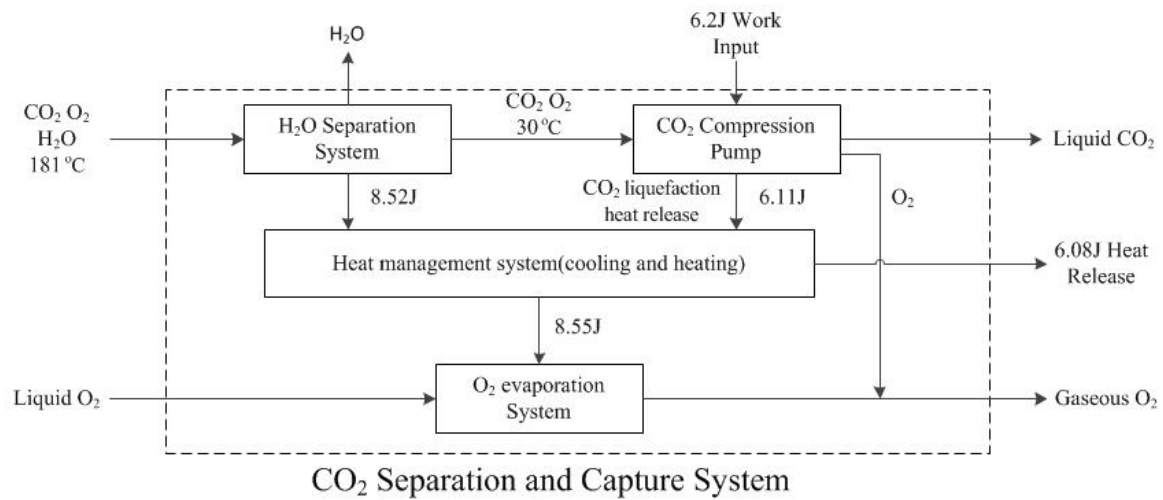 H₂O
6.2J Work
Input
CO₂ O₂
H₂O
181 °C
H₂O Separation
System
CO₂ O₂
30 °C
CO₂ Compression
Pump
Liquid CO₂
8.52J
CO₂ liquefaction
heat release
6.11J
O₂
Heat management system(cooling and heating)
6.08J Heat
Release
8.55J
Liquid O₂
O₂ evaporation
System
Gaseous O₂
CO₂ Separation and Capture System